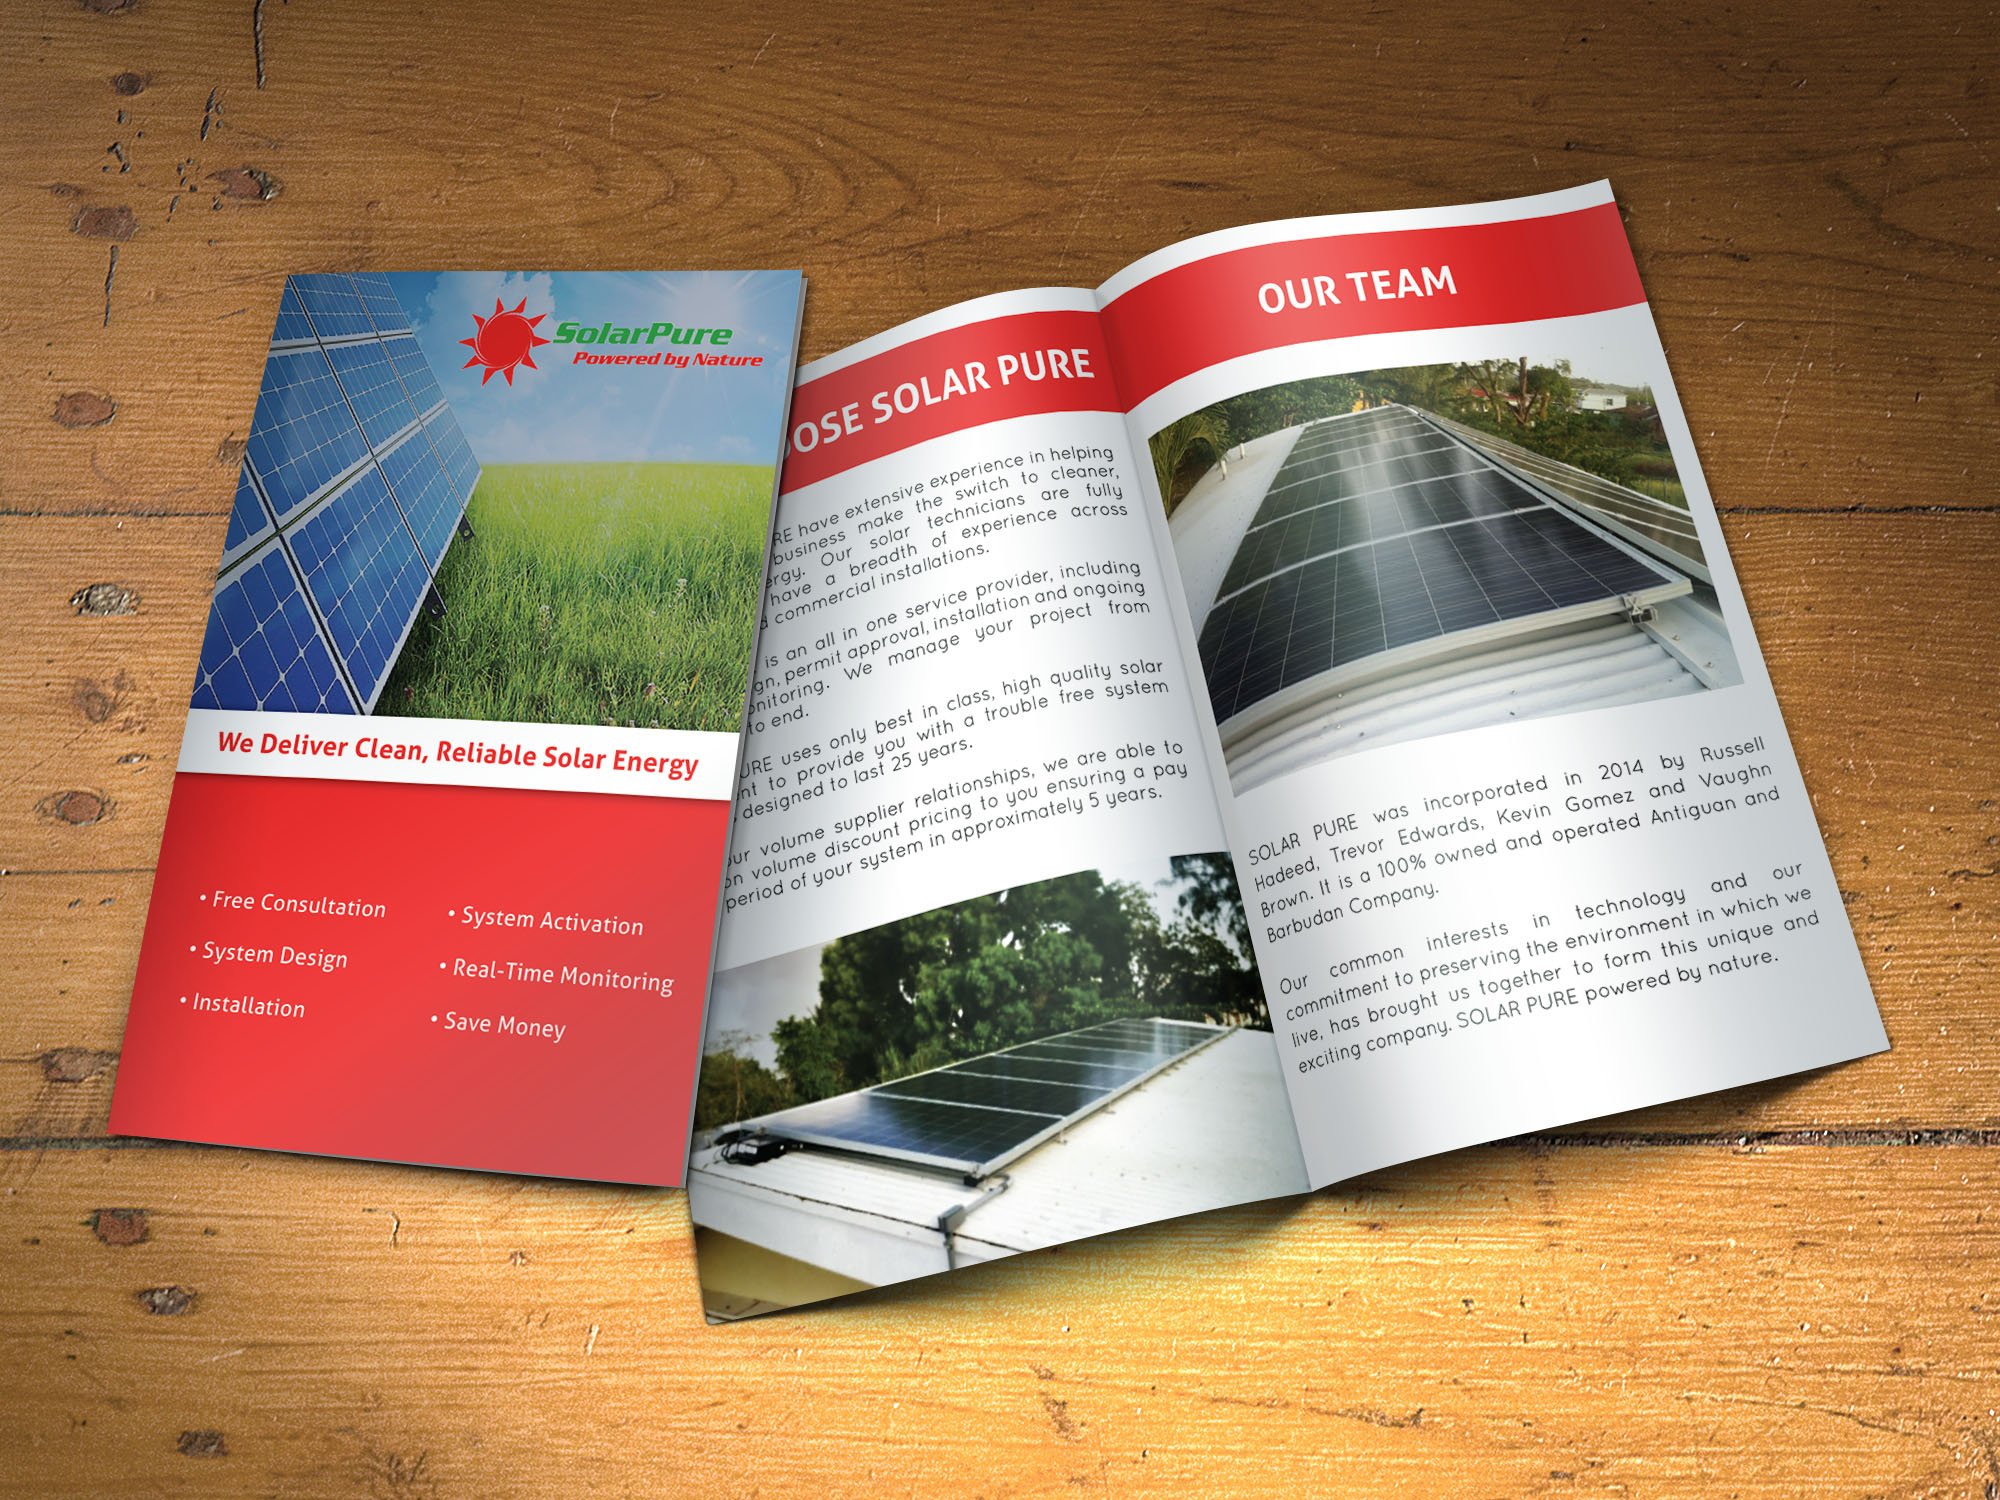 SolarPure
Powered by Nature
We Deliver Clean, Reliable Solar Energy
• Free Consultation
• System Design
• Installation
• System Activation
• Real-Time Monitoring
• Save Money
OOSE SOLAR PURE
RE have extensive experience in helping
business make the switch to cleaner,
ergy. Our solar technicians are fully
have a breadth of experience across
d commercial installations.
is an all in one service provider, including
gn, permit approval, installation and ongoing
onitoring. We manage your project from
to end.
URE uses only best in class, high quality solar
nt to provide you with a trouble free system
designed to last 25 years.
our volume supplier relationships, we are able to
on volume discount pricing to you ensuring a pay
period of your system in approximately 5 years.
OUR TEAM
SOLAR PURE was incorporated in 2014 by Russell
Hadeed, Trevor Edwards, Kevin Gomez and Vaughn
Brown. It is a 100% owned and operated Antiguan and
Barbudan Company.
Our common interests in technology and our
commitment to preserving the environment in which we
live, has brought us together to form this unique and
exciting company. SOLAR PURE powered by nature.